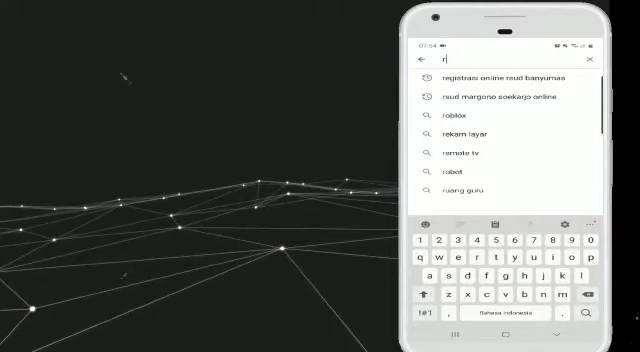 07:34
r
registrasi online rsud banyumas
rsud margono soekarjo online
roblox
rekam layar
remote tv
robot
ruang guru
1 2 3 4 5 6 7 8 9 0
q w e r t y u i o p
a s d f g h j k l
z x c v b n m
!#1 , Bahasa Indonesia .